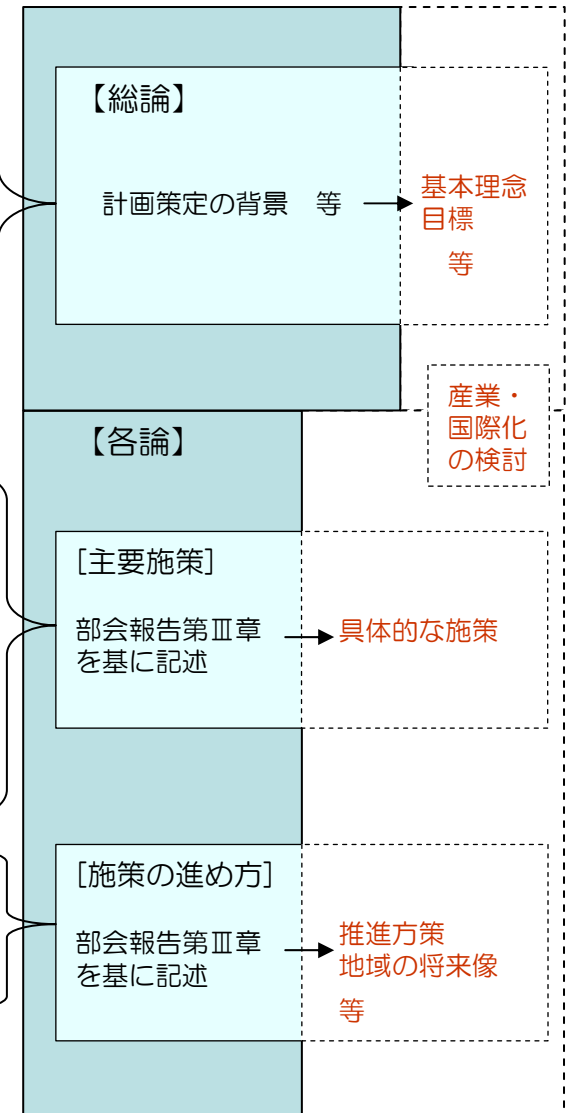 【総論】
計画策定の背景　等
基本理念
目標
等
産業・
国際化
の検討
【各論】
[主要施策]
部会報告第Ⅲ章
を基に記述
具体的な施策
[施策の進め方]
部会報告第Ⅲ章
を基に記述
推進方策
地域の将来像
等